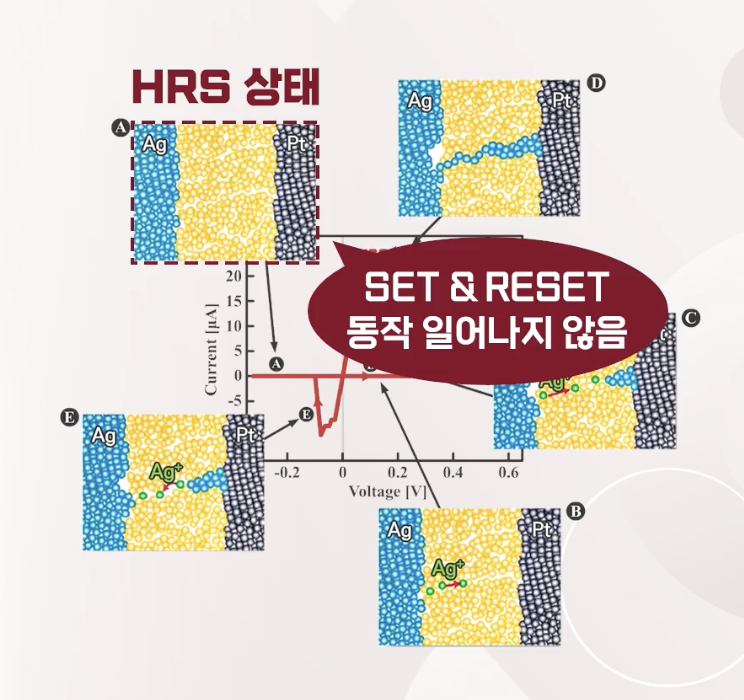 HRS 상태
A
Ag
Pt
D
Ag
Pt
SET & RESET
동작 일어나지 않음
20
15
10
5
0
-5
Current [μA]
A
E
-0.2
0
0.2
0.4
0.6
Voltage [V]
C
Ag⁺
E
Ag
Pt
Ag⁺
B
Ag
Pt
Ag⁺